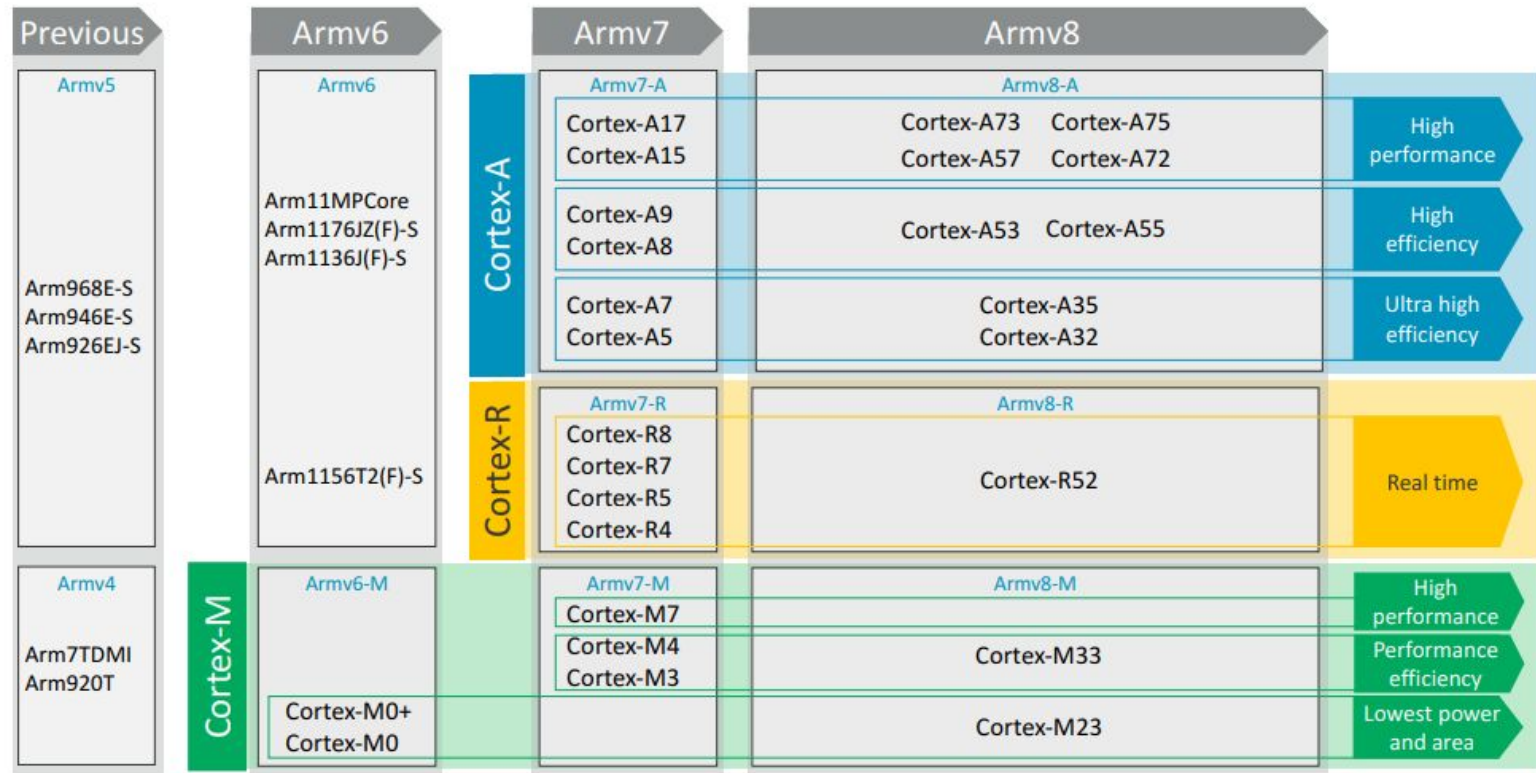 Previous
Armv6
Armv7
Armv8
Armv5
Arm968E-S
Arm946E-S
Arm926EJ-S
Armv4
Arm7TDMI
Arm920T
Armv6
Arm11MPCore
Arm1176JZ(F)-S
Arm1136J(F)-S
Arm1156T2(F)-S
Cortex-A
Armv7-A
Armv8-A
Cortex-A17
Cortex-A15
Cortex-A73 Cortex-A75
Cortex-A57 Cortex-A72
High
performance
Cortex-A9
Cortex-A8
Cortex-A53 Cortex-A55
High
efficiency
Cortex-A7
Cortex-A5
Cortex-A35
Cortex-A32
Ultra high
efficiency
Cortex-R
Armv7-R
Armv8-R
Cortex-R8
Cortex-R7
Cortex-R5
Cortex-R4
Cortex-R52
Real time
Cortex-M
Armv6-M
Armv7-M
Armv8-M
Cortex-M7
High
performance
Cortex-M4
Cortex-M3
Cortex-M33
Performance
efficiency
Cortex-M0+
Cortex-M0
Cortex-M23
Lowest power
and area